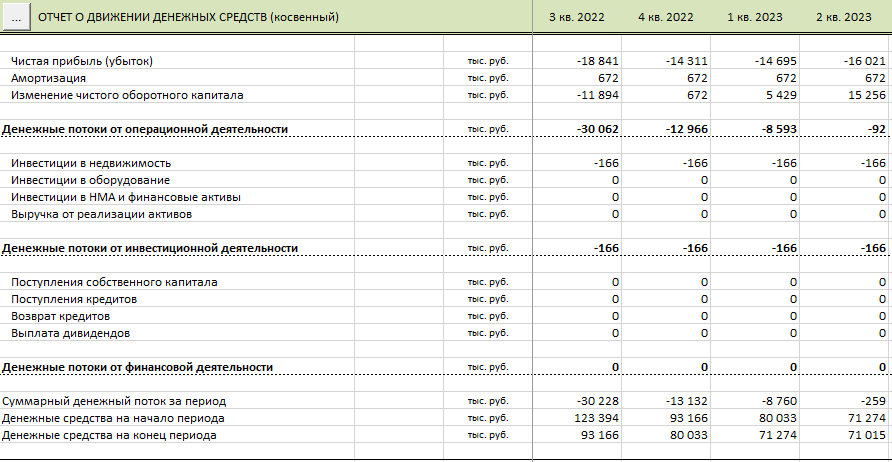 ... ОТЧЕТ О ДВИЖЕНИИ ДЕНЕЖНЫХ СРЕДСТВ (косвенный) 3 кв. 2022 4 кв. 2022 1 кв. 2023 2 кв. 2023
Чистая прибыль (убыток) тыс. руб. -18 841 -14 311 -14 695 -16 021
Амортизация тыс. руб. 672 672 672 672
Изменение чистого оборотного капитала тыс. руб. -11 894 672 5 429 15 256
Денежные потоки от операционной деятельности тыс. руб. -30 062 -12 966 -8 593 -92
Инвестиции в недвижимость тыс. руб. -166 -166 -166 -166
Инвестиции в оборудование тыс. руб. 0 0 0 0
Инвестиции в НМА и финансовые активы тыс. руб. 0 0 0 0
Выручка от реализации активов тыс. руб. 0 0 0 0
Денежные потоки от инвестиционной деятельности тыс. руб. -166 -166 -166 -166
Поступления собственного капитала тыс. руб. 0 0 0 0
Поступления кредитов тыс. руб. 0 0 0 0
Возврат кредитов тыс. руб. 0 0 0 0
Выплата дивидендов тыс. руб. 0 0 0 0
Денежные потоки от финансовой деятельности тыс. руб. 0 0 0 0
Суммарный денежный поток за период тыс. руб. -30 228 -13 132 -8 760 -259
Денежные средства на начало периода тыс. руб. 123 394 93 166 80 033 71 274
Денежные средства на конец периода тыс. руб. 93 166 80 033 71 274 71 015